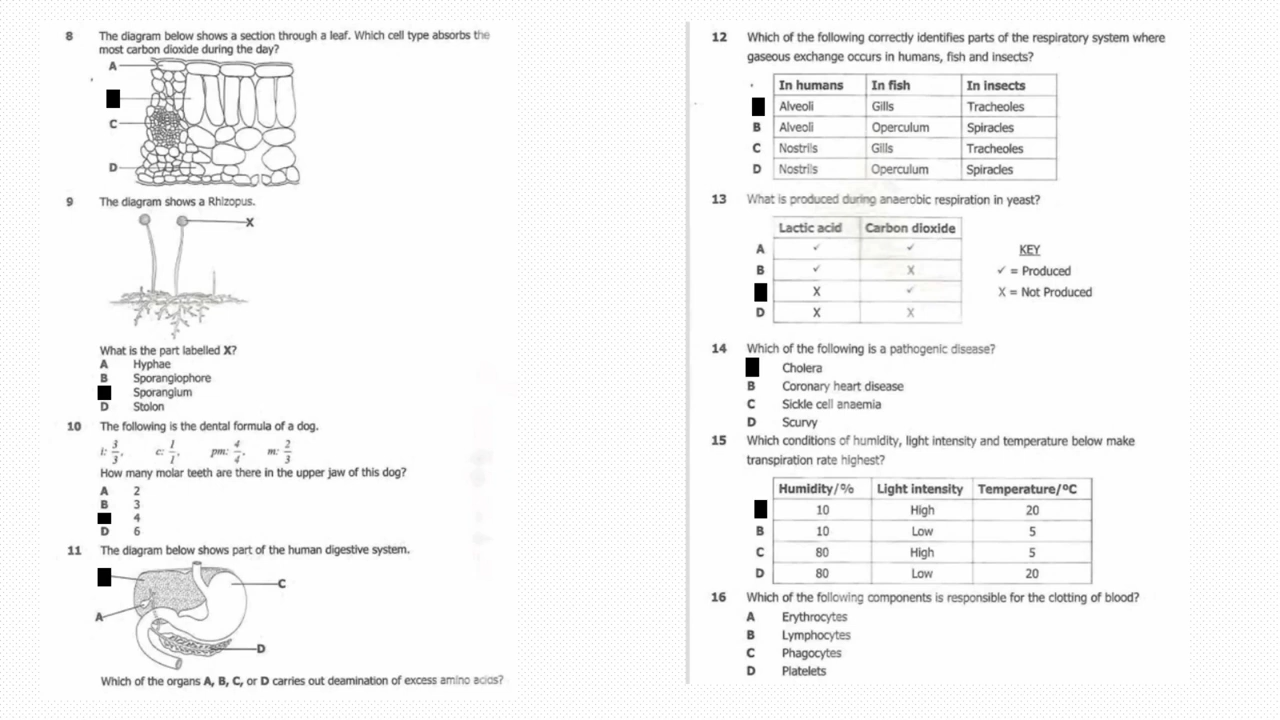 8 The diagram below shows a section through a leaf. Which cell type absorbs the
most carbon dioxide during the day?
A
C
D
9 The diagram shows a Rhizopus.
X
What is the part labelled X?
A Hyphae
B Sporangiophore
Sporangium
D Stolon
10 The following is the dental formula of a dog.
i: 3/3, c: 1/1, pm: 4/4, m: 2/3
How many molar teeth are there in the upper jaw of this dog?
A 2
B 3
4
D 6
11 The diagram below shows part of the human digestive system.
C
A
D
Which of the organs A, B, C, or D carries out deamination of excess amino acids?
12 Which of the following correctly identifies parts of the respiratory system where
gaseous exchange occurs in humans, fish and insects?
In humans In fish In insects
Alveoli Gills Tracheoles
B Alveoli Operculum Spiracles
C Nostrils Gills Tracheoles
D Nostrils Operculum Spiracles
13 What is produced during anaerobic respiration in yeast?
Lactic acid Carbon dioxide
A ✓ ✓ KEY
B ✓ X ✓ = Produced
X ✓ X = Not Produced
D X X
14 Which of the following is a pathogenic disease?
Cholera
B Coronary heart disease
C Sickle cell anaemia
D Scurvy
15 Which conditions of humidity, light intensity and temperature below make
transpiration rate highest?
Humidity/% Light intensity Temperature/°C
10 High 20
B 10 Low 5
C 80 High 5
D 80 Low 20
16 Which of the following components is responsible for the clotting of blood?
A Erythrocytes
B Lymphocytes
C Phagocytes
D Platelets